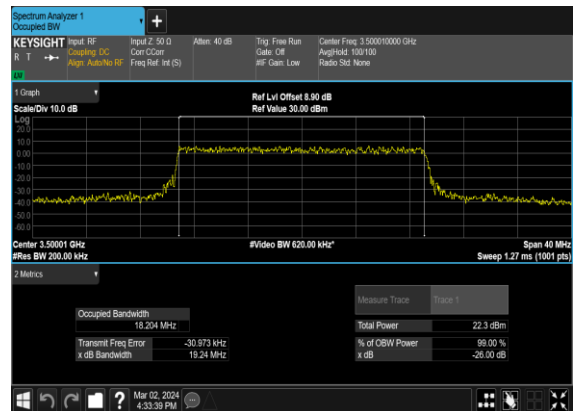 Spectrum Analyzer 1
Occupied BW
+
KEYSIGHT Input: RF Input Z: 50 Ω Atten: 40 dB Trig: Free Run Center Freq: 3.500010000 GHz
R T Coupling: DC Corr CCorr Gate: Off Avg|Hold: 100/100
Align: Auto/No RF Freq Ref: Int (S) #IF Gain: Low Radio Std: None
LXI
1 Graph Ref Lvl Offset 8.90 dB
Scale/Div 10.0 dB Ref Value 30.00 dBm
Log
20.0
10.0
0.00
-10.0
-20.0
-30.0
-40.0
-50.0
-60.0
Center 3.50001 GHz #Video BW 620.00 kHz* Span 40 MHz
#Res BW 200.00 kHz Sweep 1.27 ms (1001 pts)
2 Metrics
Measure Trace Trace 1
Occupied Bandwidth
18.204 MHz Total Power 22.3 dBm
Transmit Freq Error -30.973 kHz % of OBW Power 99.00 %
x dB Bandwidth 19.24 MHz x dB -26.00 dB
? Mar 02, 2024
4:33:39 PM